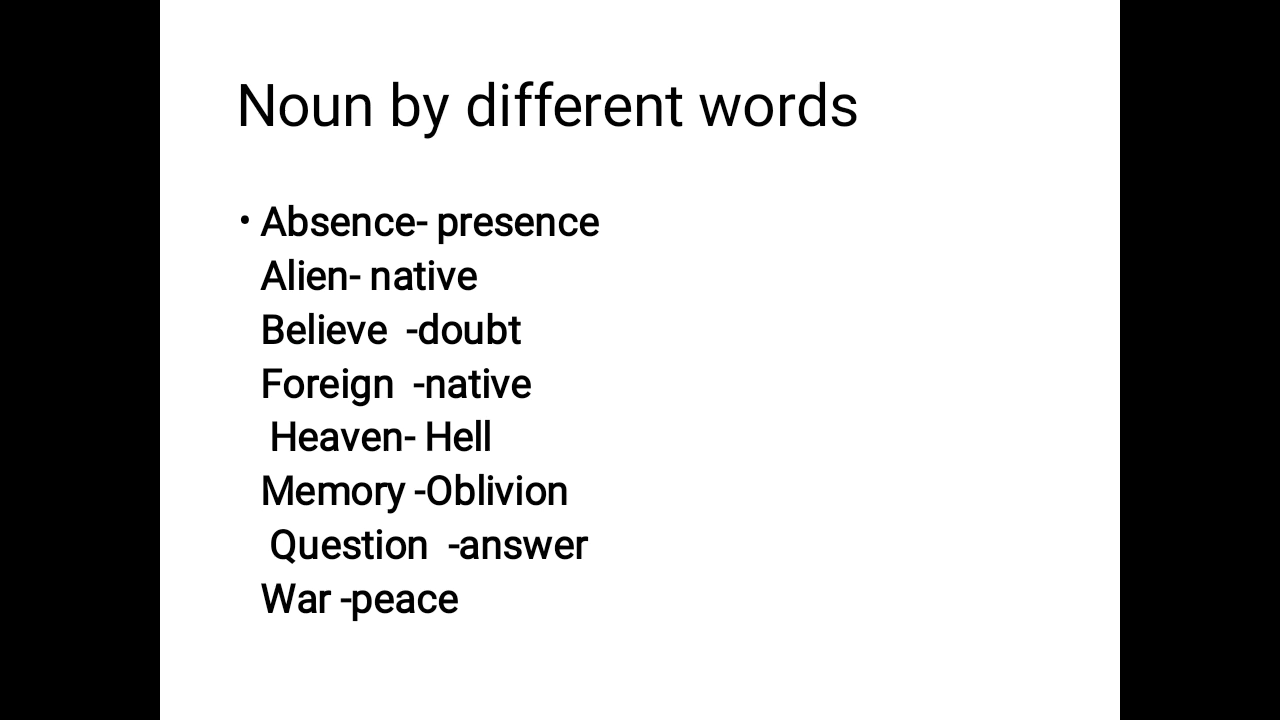 Noun by different words
• Absence- presence
Alien- native
Believe -doubt
Foreign -native
Heaven- Hell
Memory -Oblivion
Question -answer
War -peace